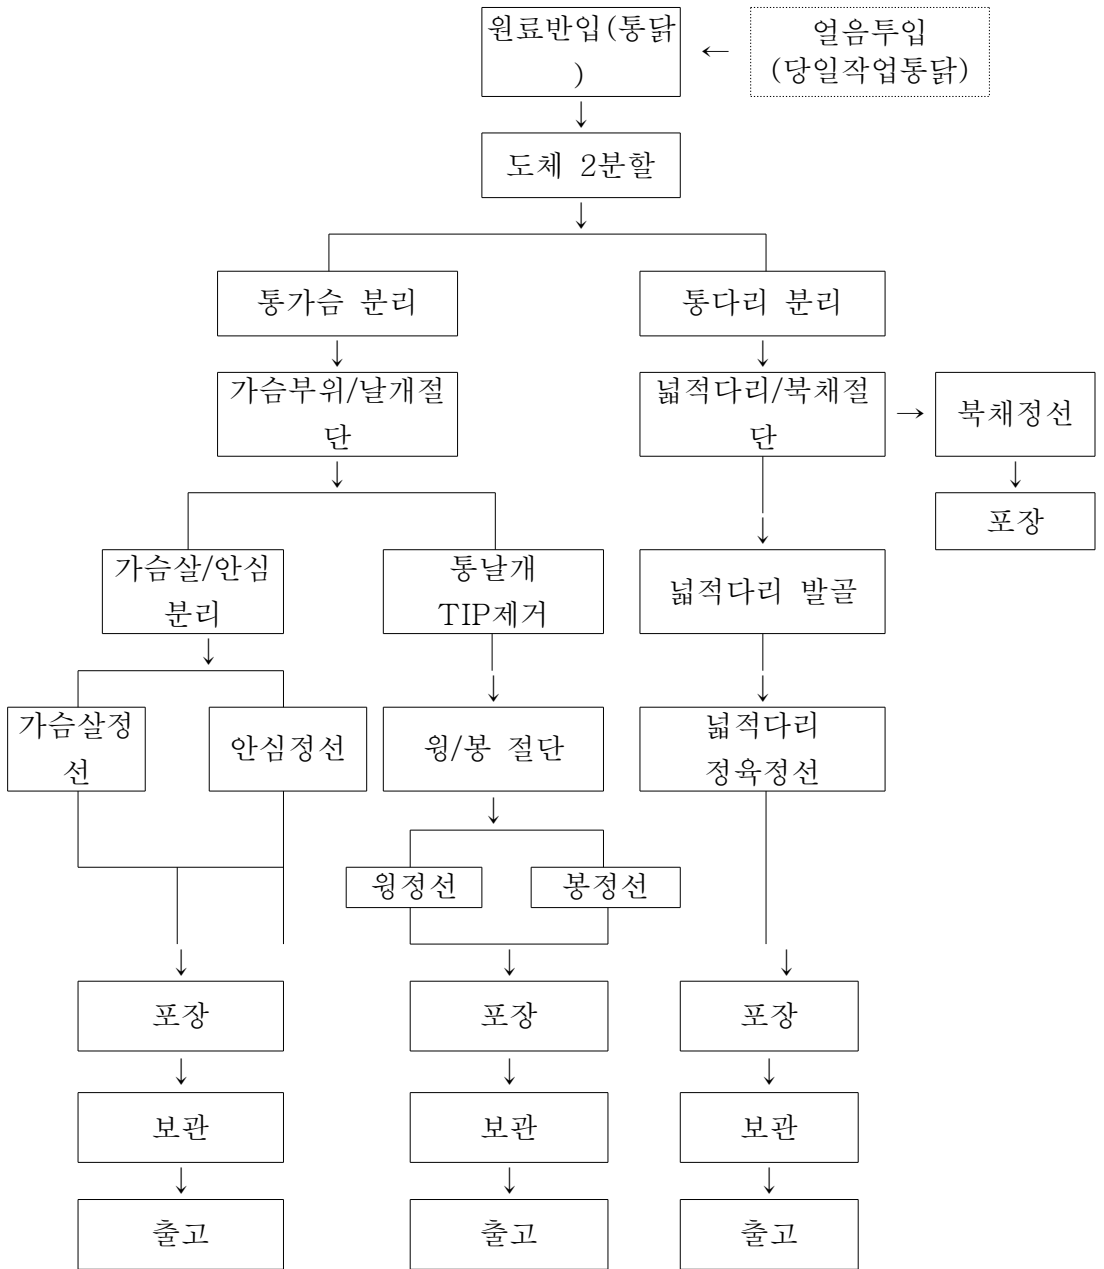 원료반입(통닭
)
←
얼음투입
(당일작업통닭)
↓
도체 2분할
↓
통가슴 분리
통다리 분리
↓
↓
가슴부위/날개절
단
넓적다리/북채절
단
→
북채정선
↓
↓
포장
↓
가슴살/안심
분리
통날개
TIP제거
넓적다리 발골
↓
↓
↓
가슴살정
선
안심정선
윙/봉 절단
넓적다리
정육정선
↓
윙정선
봉정선
↓
↓
↓
포장
포장
포장
↓
↓
↓
보관
보관
보관
↓
↓
↓
출고
출고
출고